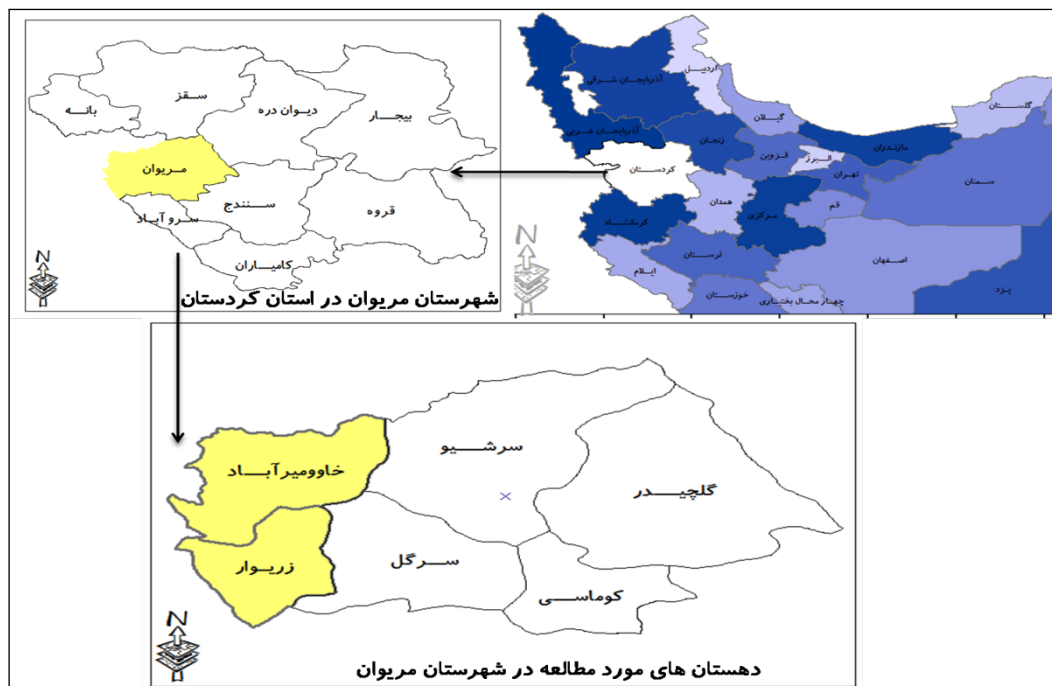 اردبیل
آذربایجان شرقی
گلستان
گیلان
آذربایجان غربی
زنجان
مازندران
قزوین
البرز
کردستان
تهران
سمنان
همدان
مرکزی
قم
کرمانشاه
لرستان
اصفهان
ایلام
یزد
خوزستان
چهار محال بختیاری
سقز
دیوان دره
بیجار
بانه
مریوان
سنندج
قروه
سرو آباد
کامیاران
N
N
شهرستان مریوان در استان کردستان
سرشیو
خاوومیرآباد
گلچیدر
زریوار
سرگل
کوماسی
N
دهستان های مورد مطالعه در شهرستان مریوان